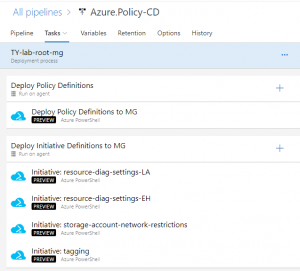 All pipelines > Azure.Policy-CD
Pipeline Tasks Variables Retention Options History
TY-lab-root-mg
Deployment process
Deploy Policy Definitions
Run on agent
Deploy Policy Definitions to MG
PREVIEW Azure PowerShell
Deploy Initiative Definitions to MG
Run on agent
Initiative: resource-diag-settings-LA
PREVIEW Azure PowerShell
Initiative: resource-diag-settings-EH
PREVIEW Azure PowerShell
Initiative: storage-account-network-restrictions
PREVIEW Azure PowerShell
Initiative: tagging
PREVIEW Azure PowerShell